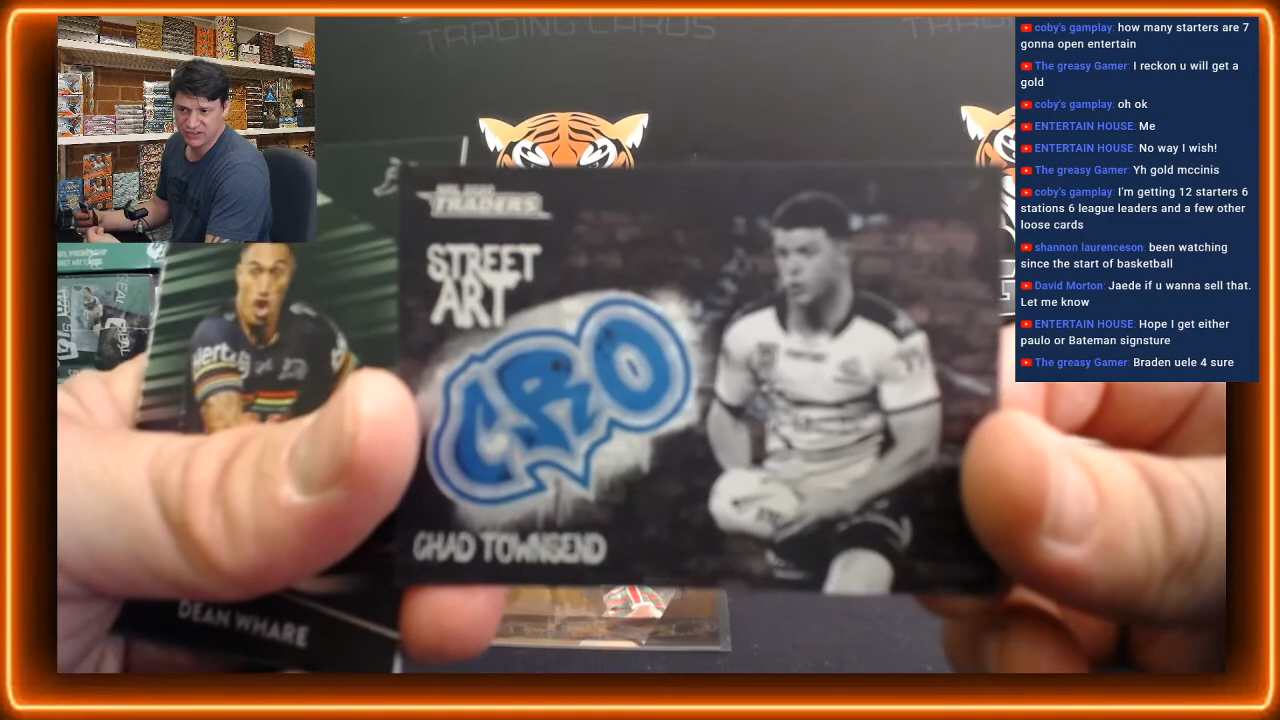 TRADING CARDS
TRAD
TRADERS
STREET
ART
CRO
CHAD TOWNSEND
DEAN WHARE
coby's gamplay: how many starters are 7
gonna open entertain
The greasy Gamer: I reckon u will get a
gold
coby's gamplay: oh ok
ENTERTAIN HOUSE: Me
ENTERTAIN HOUSE: No way I wish!
The greasy Gamer: Yh gold mccinis
coby's gamplay: I'm getting 12 starters 6
stations 6 league leaders and a few other
loose cards
shannon laurenceson: been watching
since the start of basketball
David Morton: Jaede if u wanna sell that.
Let me know
ENTERTAIN HOUSE: Hope I get either
paulo or Bateman signsture
The greasy Gamer: Braden uele 4 sure